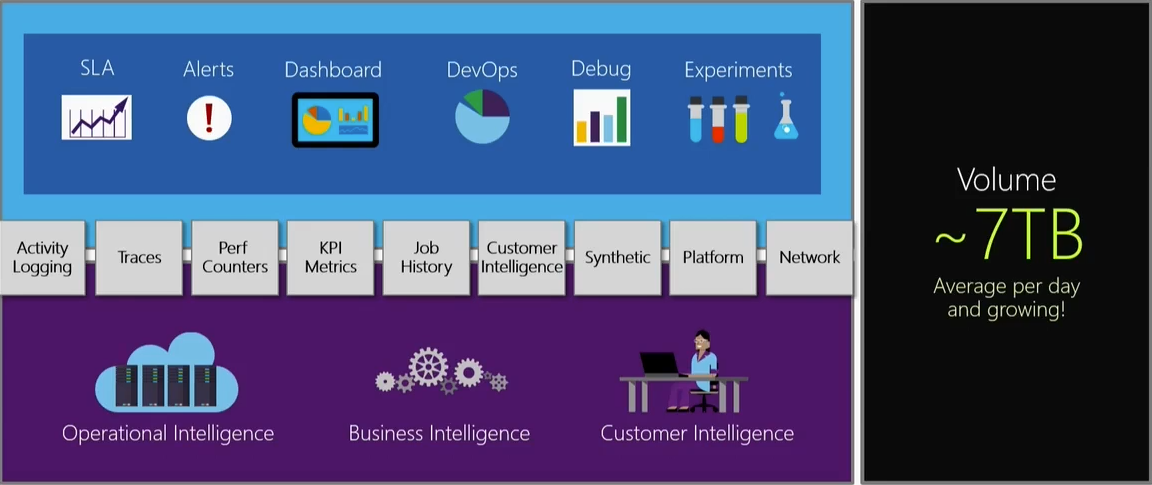 SLA
Alerts
Dashboard
DevOps
Debug
Experiments
Activity
Logging
Traces
Perf
Counters
KPI
Metrics
Job
History
Customer
Intelligence
Synthetic
Platform
Network
Operational Intelligence
Business Intelligence
Customer Intelligence
Volume
~7TB
Average per day
and growing!